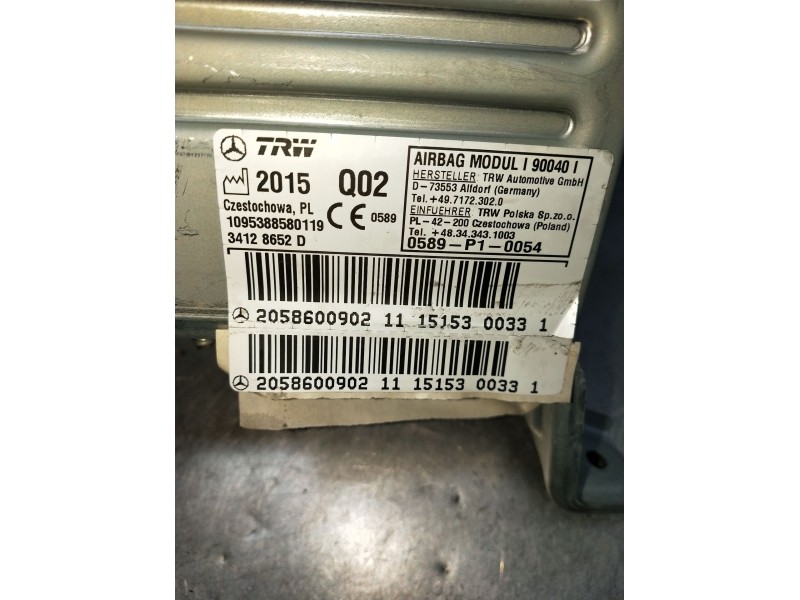 TRW
2015 Q02
Czestochowa, PL
1095388580119
3412 8652 D
CE 0589
AIRBAG MODUL I 90040 I
HERSTELLER: TRW Automotive GmbH
D-73553 Alfdorf (Germany)
Tel.+49.7172.302.0
EINFUEHRER: TRW Polska Sp.zo.o.
PL-42-200 Czestochowa (Poland)
Tel. +48.34.343.1003
0589-P1-0054
2058600902 11 15153 0033 1
2058600902 11 15153 0033 1